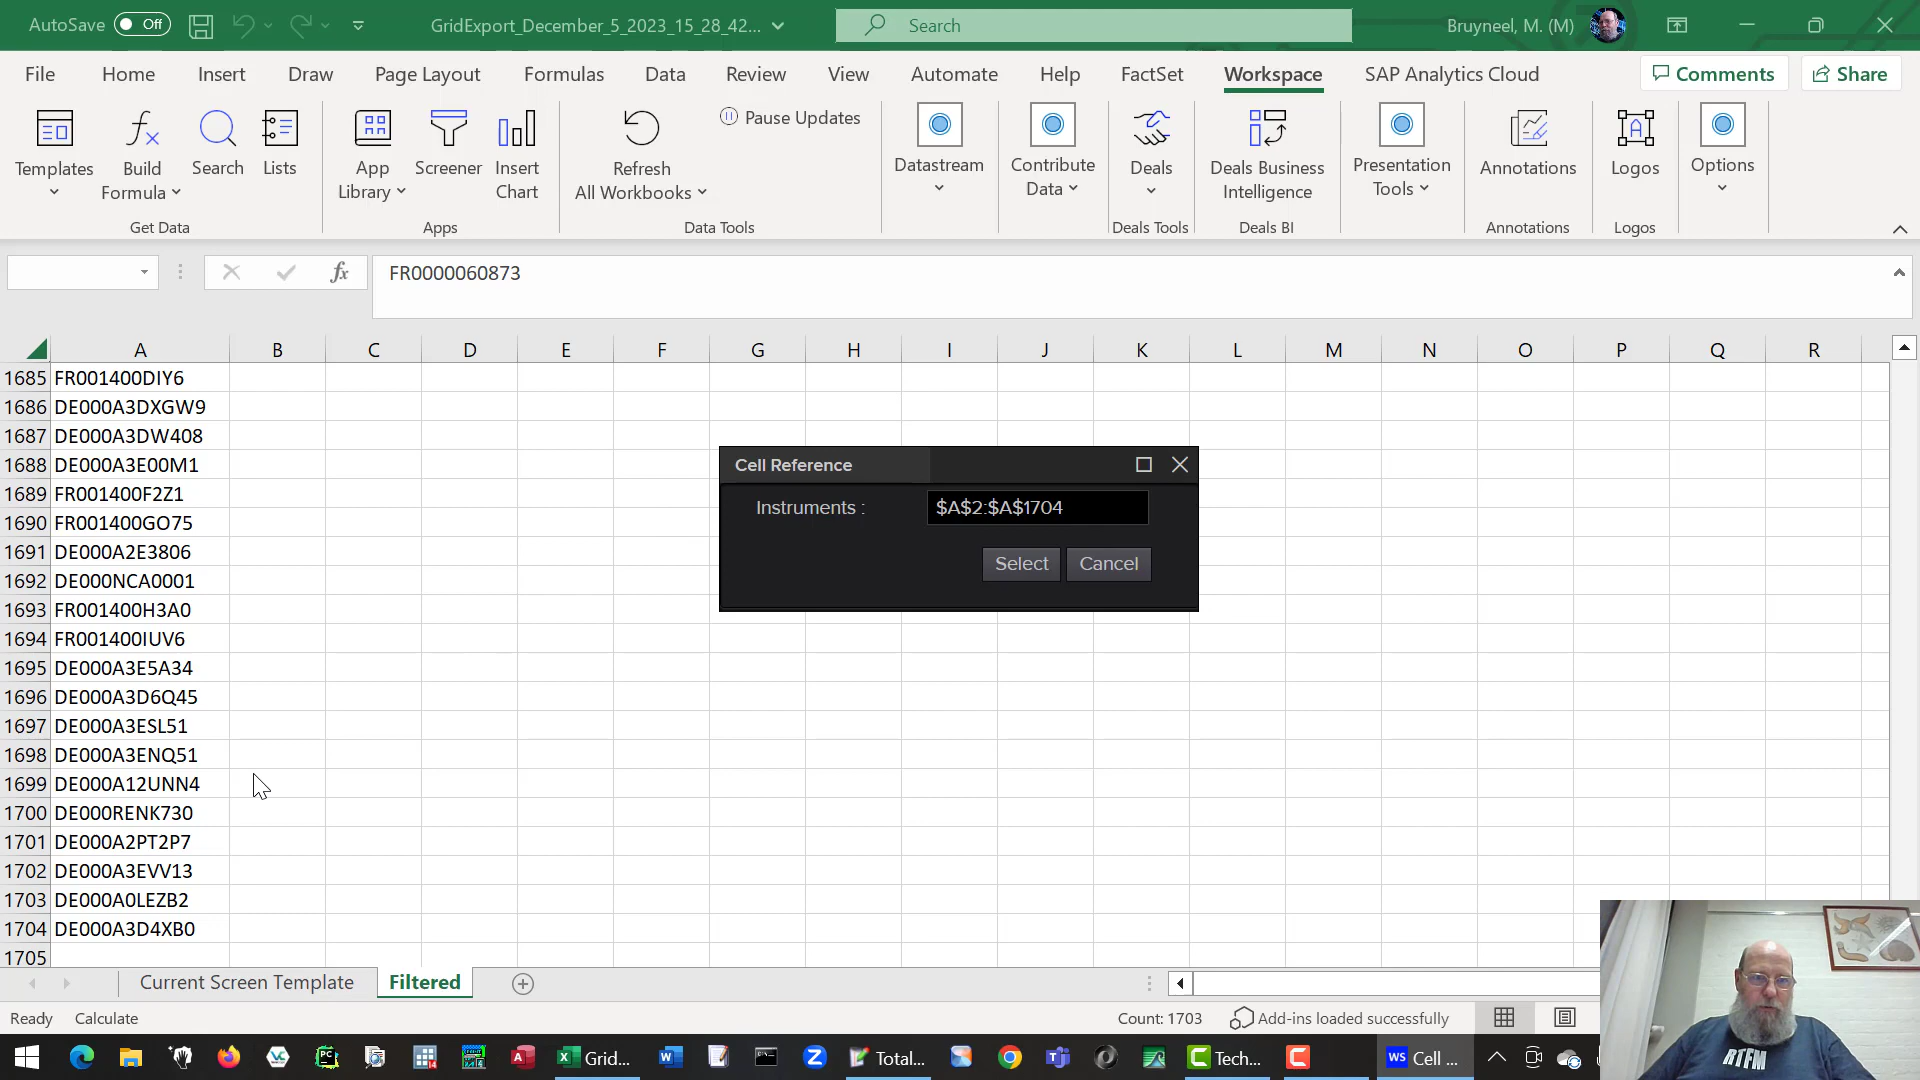 AutoSave Off GridExport_December_5_2023_15_28_42... Search Bruyneel, M. (M)
File Home Insert Draw Page Layout Formulas Data Review View Automate Help FactSet Workspace SAP Analytics Cloud Comments Share
Templates Build Formula Search Lists App Library Screener Insert Chart Refresh All Workbooks Pause Updates Datastream Contribute Data Deals Deals Business Intelligence Presentation Tools Annotations Logos Options
Get Data Apps Data Tools Deals Tools Deals BI Annotations Logos
fx FR0000060873
A B C D E F G H I J K L M N O P Q R
1685 FR001400DIY6
1686 DE000A3DXGW9
1687 DE000A3DW408
1688 DE000A3E00M1
1689 FR001400F2Z1
1690 FR001400GO75
1691 DE000A2E3806
1692 DE000NCA0001
1693 FR001400H3A0
1694 FR001400IUV6
1695 DE000A3E5A34
1696 DE000A3D6Q45
1697 DE000A3ESL51
1698 DE000A3ENQ51
1699 DE000A12UNN4
1700 DE000RENK730
1701 DE000A2PT2P7
1702 DE000A3EVV13
1703 DE000A0LEZB2
1704 DE000A3D4XB0
1705
Cell Reference
Instruments : $A$2:$A$1704
Select Cancel
Current Screen Template Filtered
Ready Calculate Count: 1703 Add-ins loaded successfully
Grid... Total... Tech... WS Cell ...
RTFM